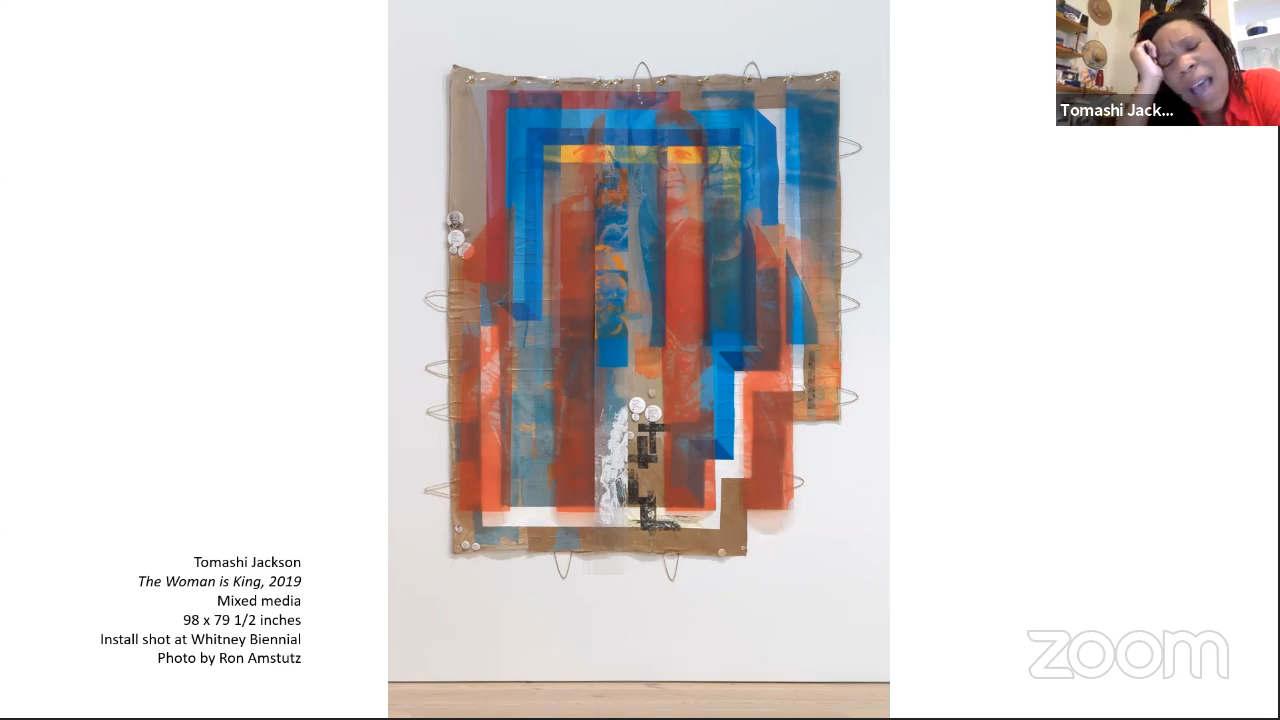 Tomashi Jack...
Tomashi Jackson
The Woman is King, 2019
Mixed media
98 x 79 1/2 inches
Install shot at Whitney Biennial
Photo by Ron Amstutz
zoom